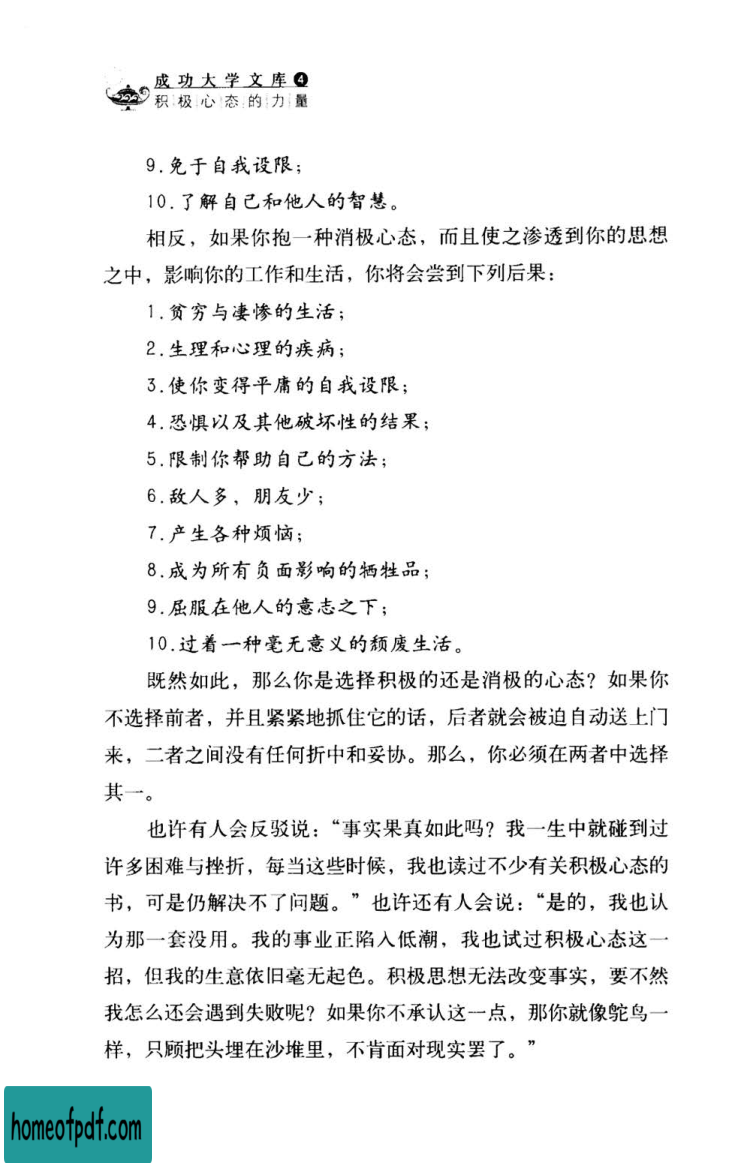 成功大学文库❹
积极心态的力量
9.免于自我设限；
10.了解自己和他人的智慧。
相反，如果你抱一种消极心态，而且使之渗透到你的思想
之中，影响你的工作和生活，你将会尝到下列后果：
1.贫穷与凄惨的生活；
2.生理和心理的疾病；
3.使你变得平庸的自我设限；
4.恐惧以及其他破坏性的结果；
5.限制你帮助自己的方法；
6.敌人多，朋友少；
7.产生各种烦恼；
8.成为所有负面影响的牺牲品；
9.屈服在他人的意志之下；
10.过着一种毫无意义的颓废生活。
既然如此，那么你是选择积极的还是消极的心态？如果你
不选择前者，并且紧紧地抓住它的话，后者就会被迫自动送上门
来，二者之间没有任何折中和妥协。那么，你必须在两者中选择
其一。
也许有人会反驳说：“事实果真如此吗？我一生中就碰到过
许多困难与挫折，每当这些时候，我也读过不少有关积极心态的
书，可是仍解决不了问题。”也许还有人会说：“是的，我也认
为那一套没用。我的事业正陷入低潮，我也试过积极心态这一
招，但我的生意依旧毫无起色。积极思想无法改变事实，要不然
我怎么还会遇到失败呢？如果你不承认这一点，那你就像鸵鸟一
样，只顾把头埋在沙堆里，不肯面对现实罢了。”
homeofpdf.com